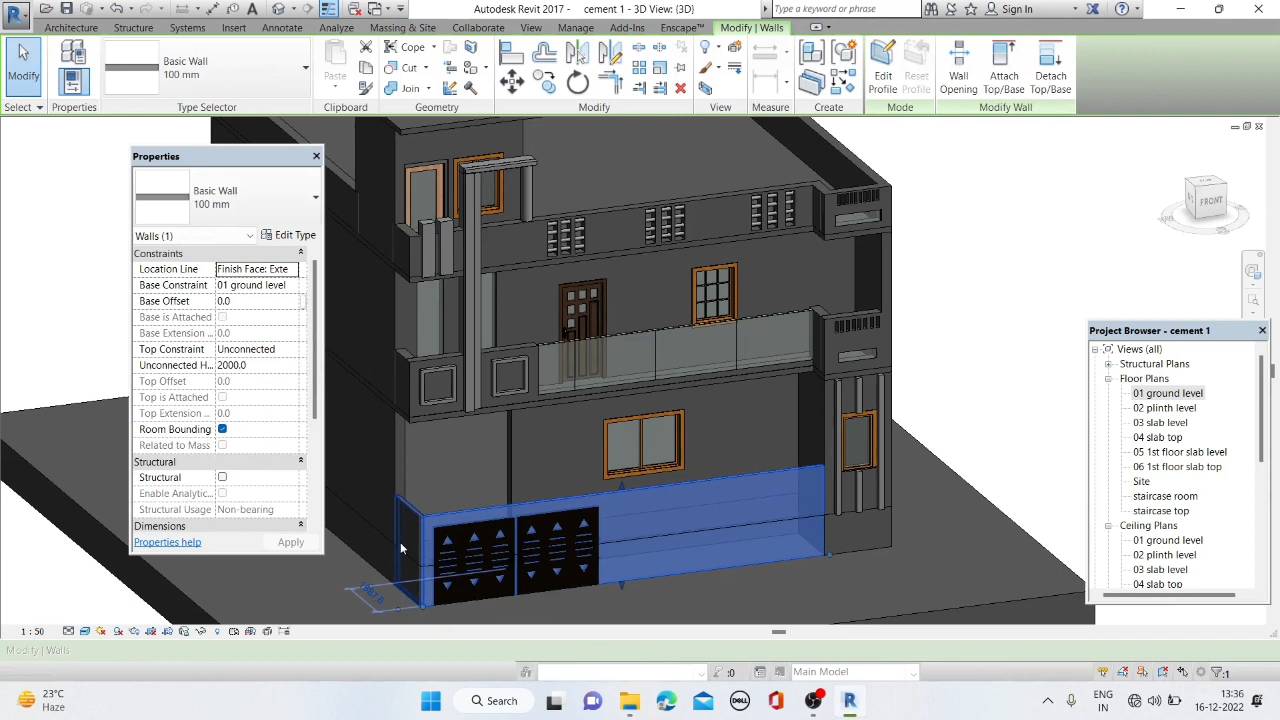 Autodesk Revit 2017 - cement 1 - 3D View: {3D}
Type a keyword or phrase
Sign In
Architecture Structure Systems Insert Annotate Analyze Massing & Site Collaborate View Manage Add-Ins Enscape™ Modify | Walls
Modify
Properties
Basic Wall
100 mm
Paste
Cope
Cut
Join
Edit Profile
Reset Profile
Wall Opening
Attach Top/Base
Detach Top/Base
Select Properties Type Selector Clipboard Geometry Modify View Measure Create Mode Modify Wall
Properties
Basic Wall
100 mm
Walls (1)
Edit Type
Constraints
Location Line Finish Face: Exte
Base Constraint 01 ground level
Base Offset 0.0
Base is Attached
Base Extension ... 0.0
Top Constraint Unconnected
Unconnected H... 2000.0
Top Offset 0.0
Top is Attached
Top Extension ... 0.0
Room Bounding
Related to Mass
Structural
Structural
Enable Analytic...
Structural Usage Non-bearing
Dimensions
Properties help
Apply
FRONT
Project Browser - cement 1
Views (all)
Structural Plans
Floor Plans
01 ground level
02 plinth level
03 slab level
04 slab top
05 1st floor slab level
06 1st floor slab top
Site
staircase room
staircase top
Ceiling Plans
01 ground level
02 plinth level
03 slab level
04 slab top
1 : 50
Modify | Walls
:0
Main Model
:1
23°C
Haze
Search
DELL
ENG
IN
13:36
16-12-2022